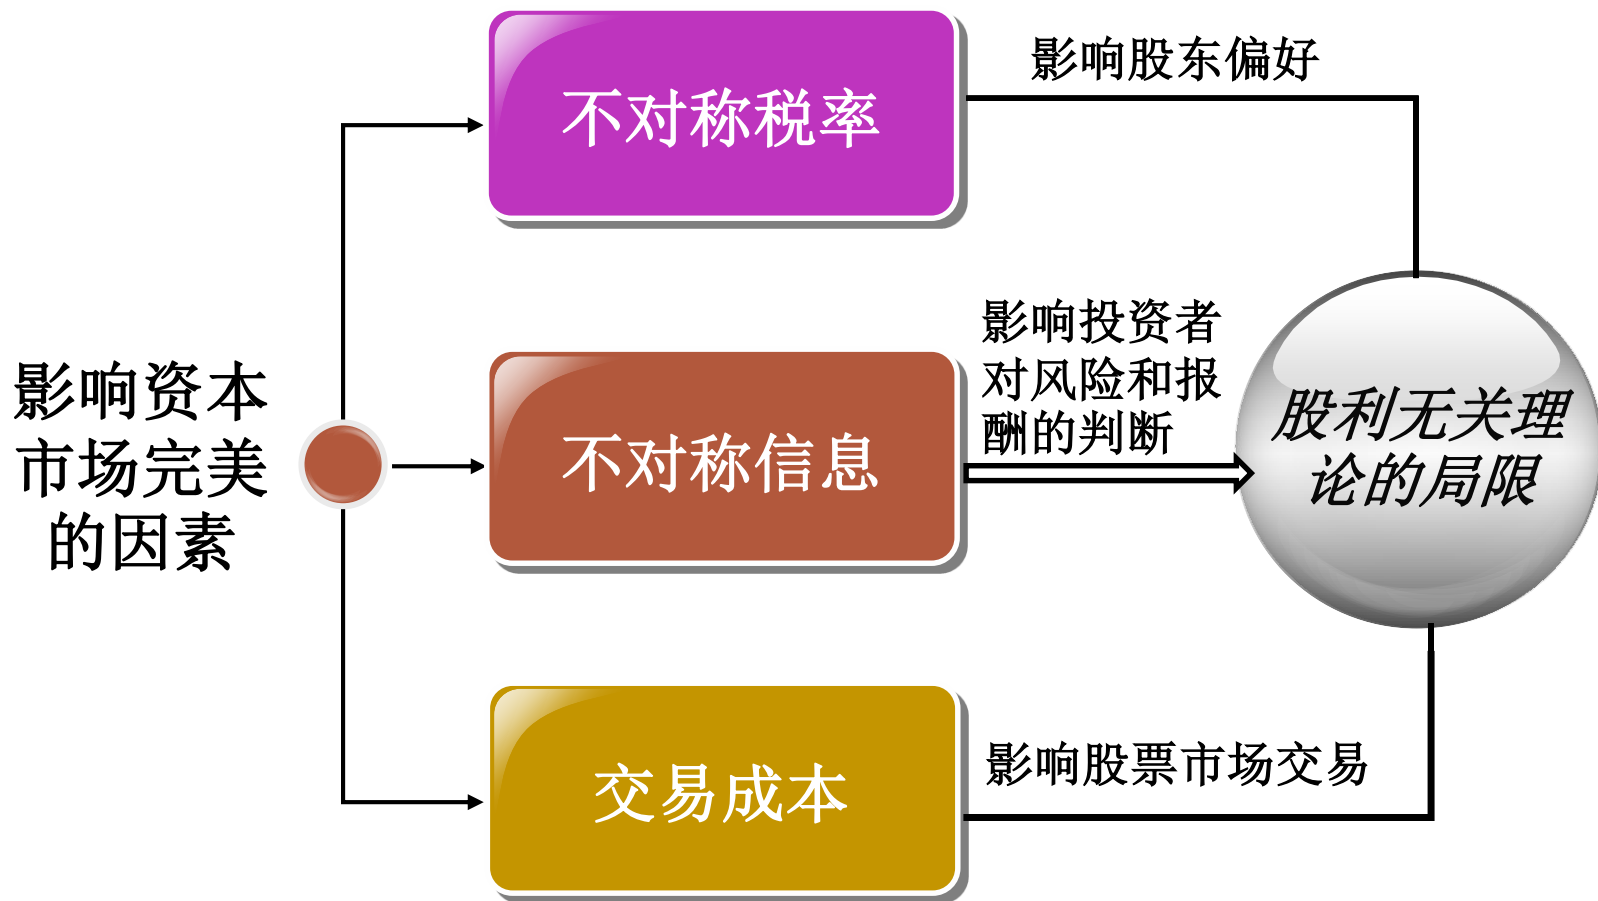 影响资本
市场完美
的因素
不对称税率
影响股东偏好
不对称信息
影响投资者
对风险和报
酬的判断
交易成本
影响股票市场交易
股利无关理
论的局限